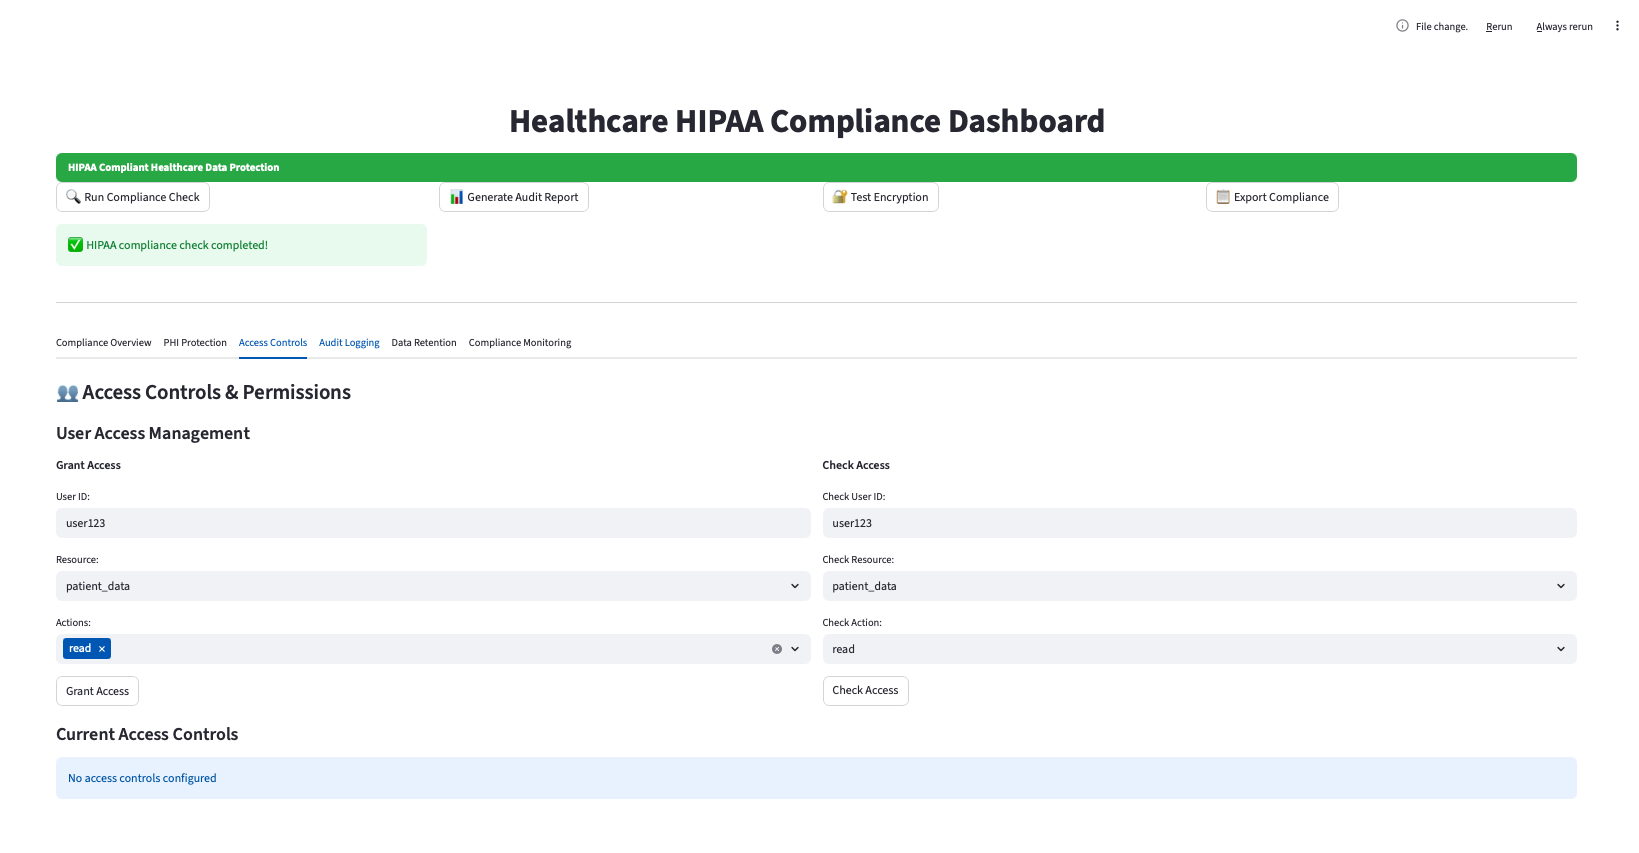 File change. Rerun Always rerun
Healthcare HIPAA Compliance Dashboard
HIPAA Compliant Healthcare Data Protection
Run Compliance Check Generate Audit Report Test Encryption Export Compliance
HIPAA compliance check completed!
Compliance Overview PHI Protection Access Controls Audit Logging Data Retention Compliance Monitoring
Access Controls & Permissions
User Access Management
Grant Access
User ID:
user123
Resource:
patient_data
Actions:
read
Grant Access
Check Access
Check User ID:
user123
Check Resource:
patient_data
Check Action:
read
Check Access
Current Access Controls
No access controls configured